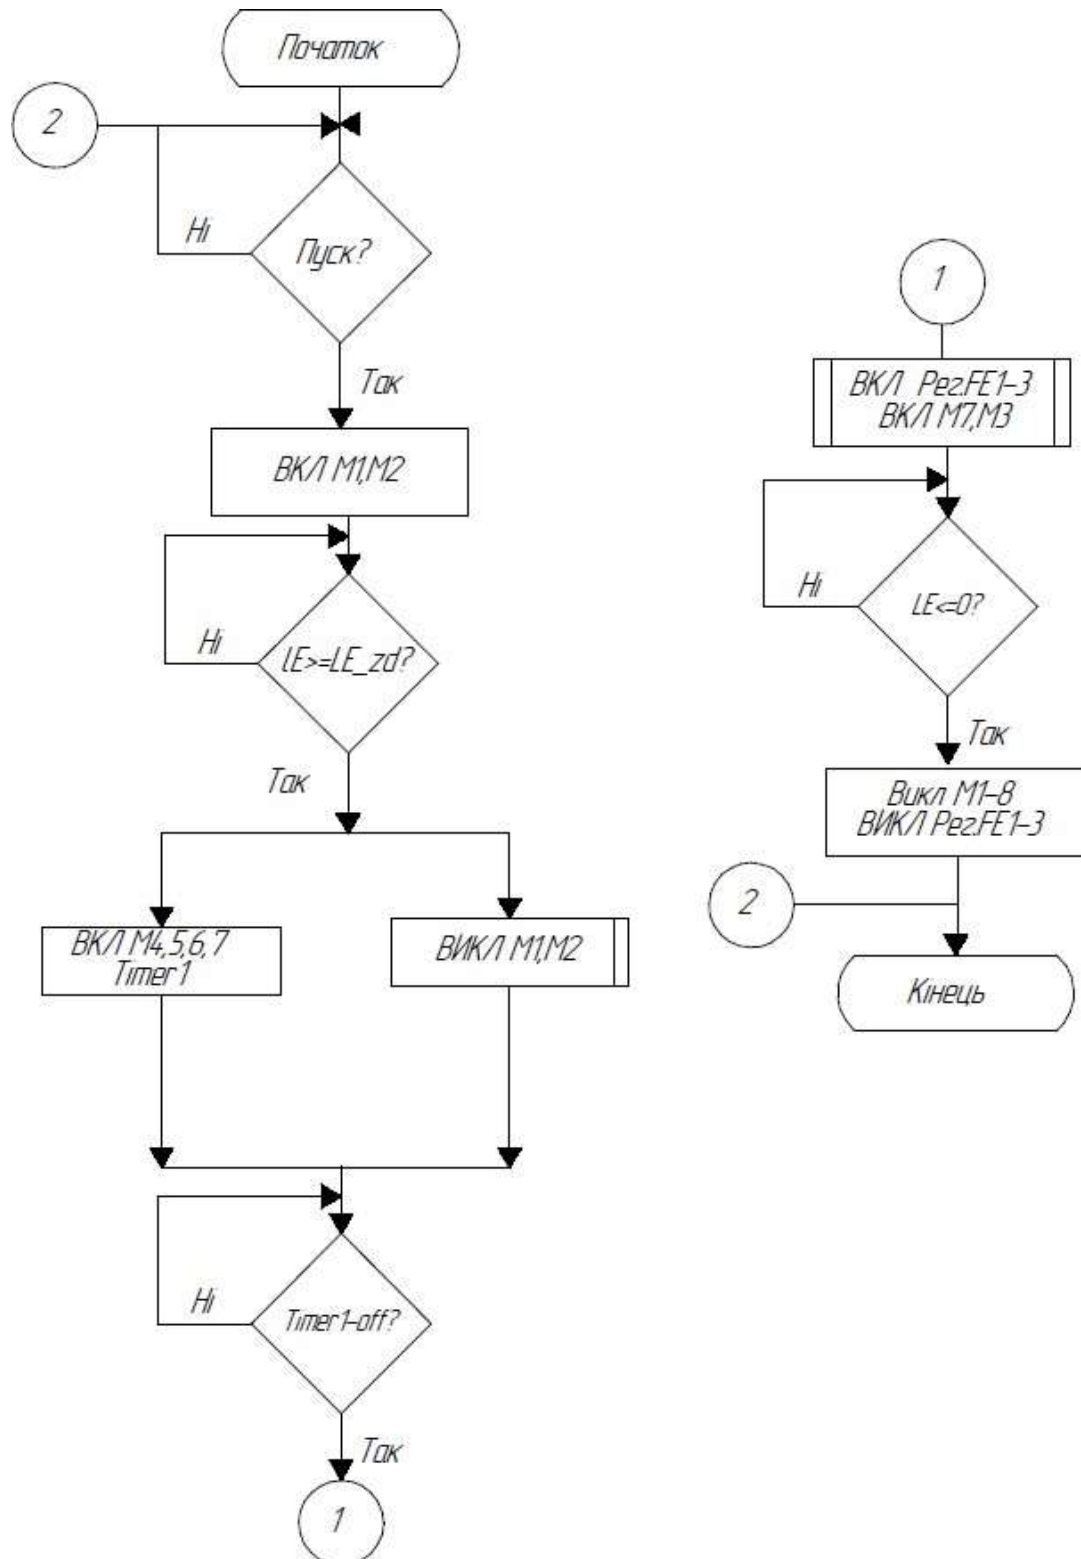 Початок
2
Ні
Пуск?
Так
ВКЛ М1,М2
Ні
lE>=LE_zd?
Так
ВКЛ М4,5,6,7
Timer1
ВИКЛ М1,М2
Ні
Timer1-off?
Так
1
1
ВКЛ Рег.FE1-3
ВКЛ М7,М3
Ні
LE<=0?
Так
Викл М1-8
ВИКЛ Рег.FE1-3
2
Кінець